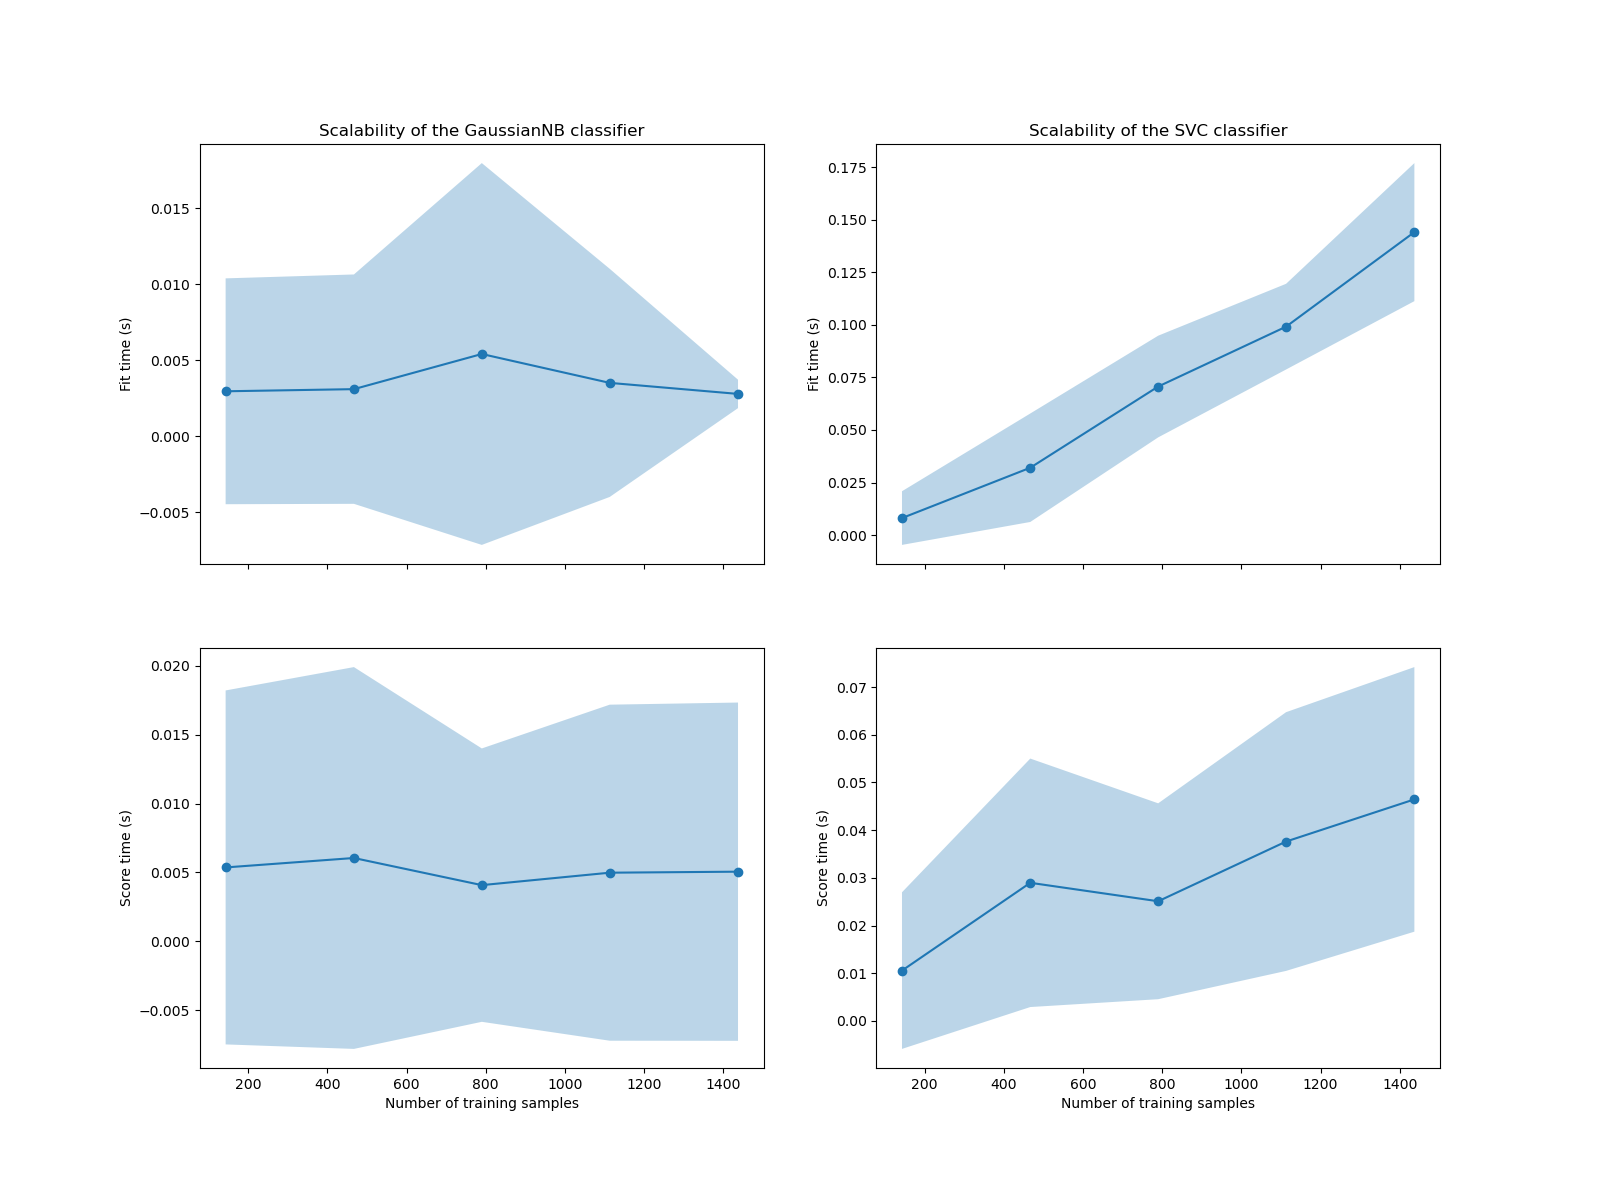 Scalability of the GaussianNB classifier
Scalability of the SVC classifier
0.015
0.010
0.005
0.000
−0.005
Fit time (s)
0.175
0.150
0.125
0.100
0.075
0.050
0.025
0.000
Fit time (s)
0.020
0.015
0.010
0.005
0.000
−0.005
Score time (s)
200 400 600 800 1000 1200 1400
Number of training samples
0.07
0.06
0.05
0.04
0.03
0.02
0.01
0.00
Score time (s)
200 400 600 800 1000 1200 1400
Number of training samples